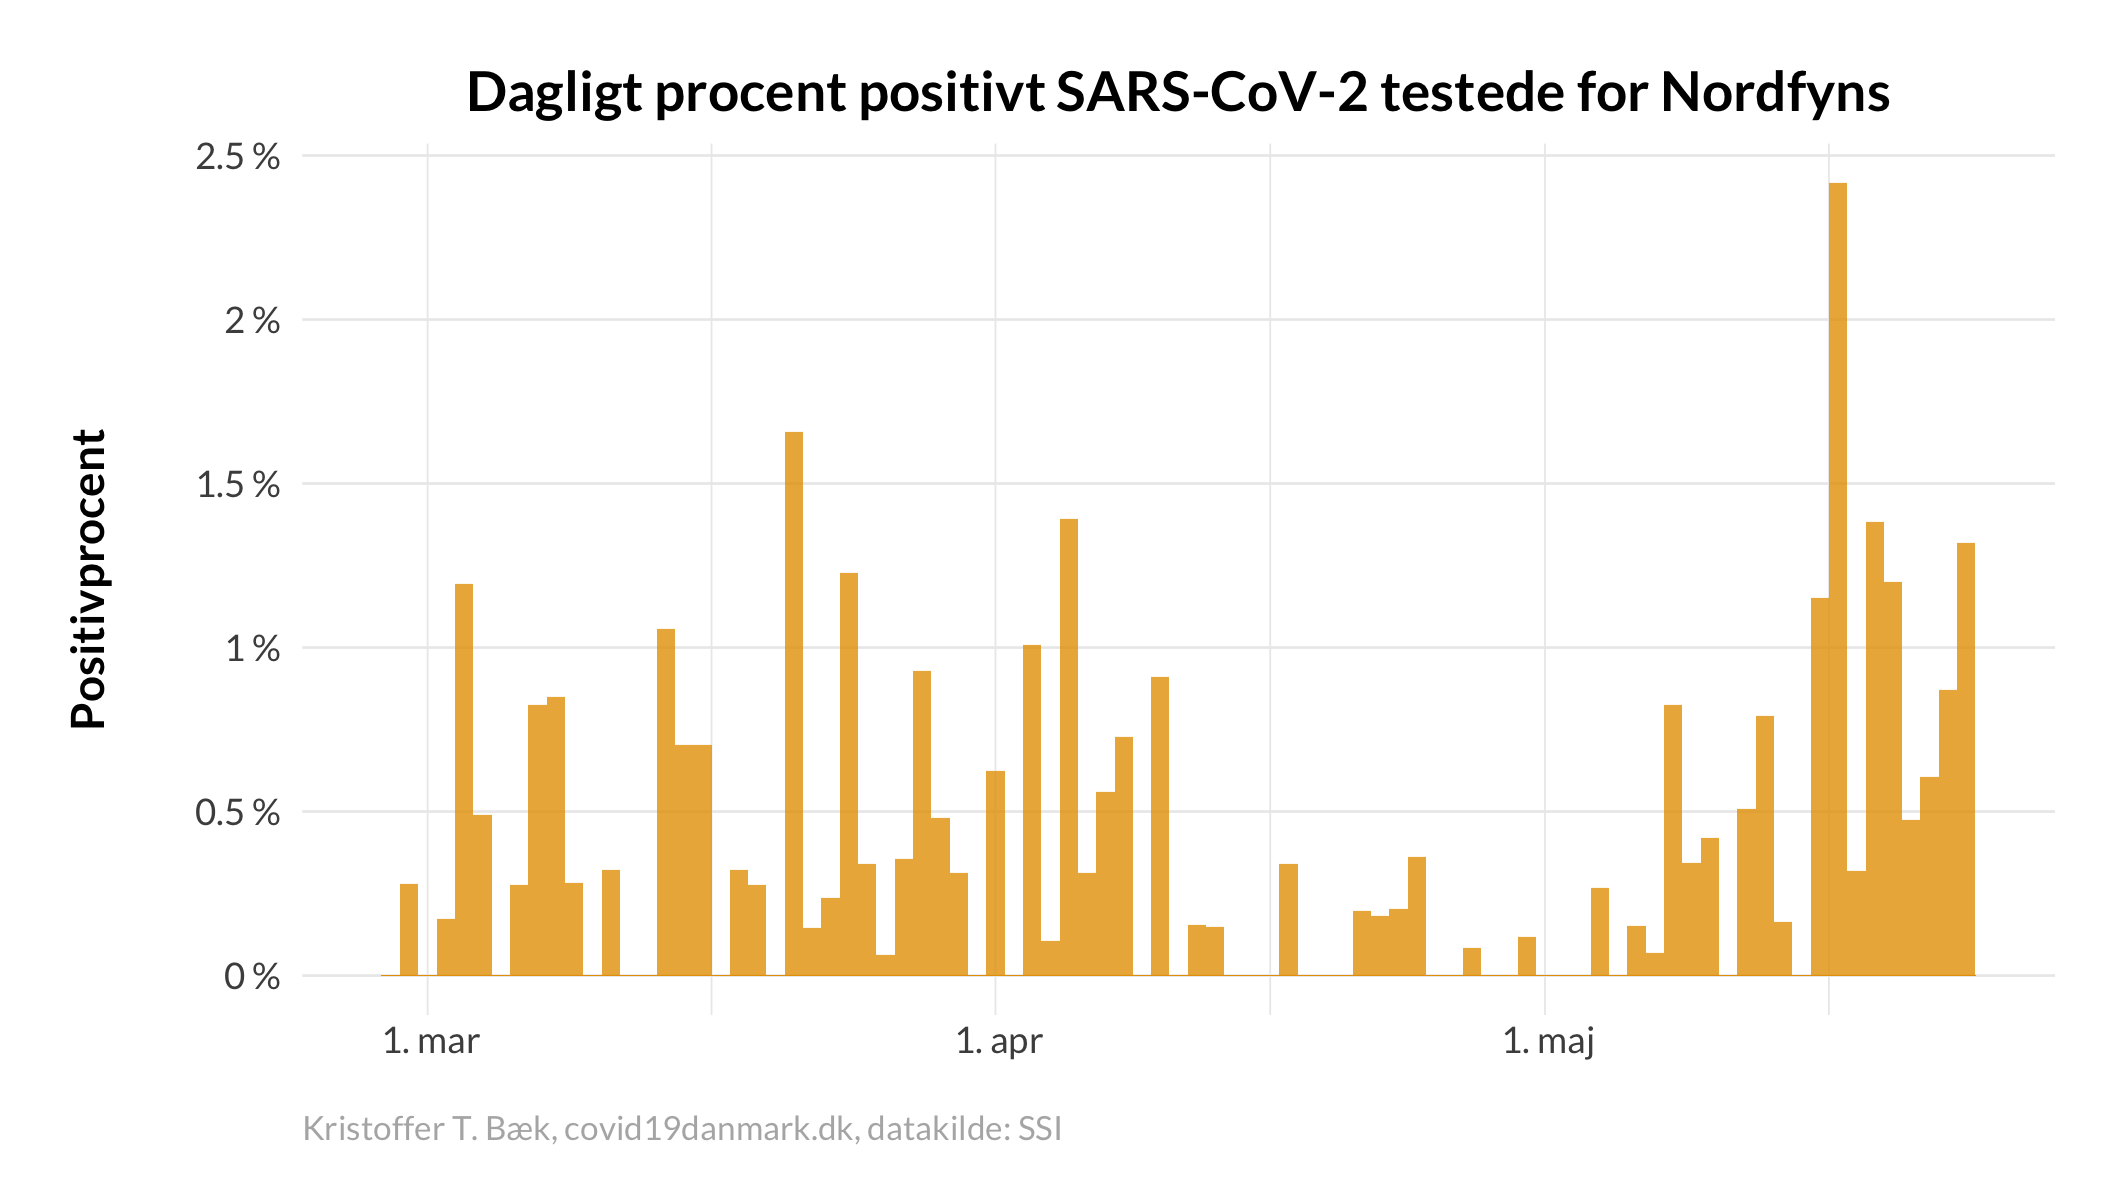 Dagligt procent positivt SARS-CoV-2 testede for Nordfyns
2.5 %
2 %
1.5 %
1 %
0.5 %
0 %
Positivprocent
1. mar
1. apr
1. maj
Kristoffer T. Bæk, covid19danmark.dk, datakilde: SSI